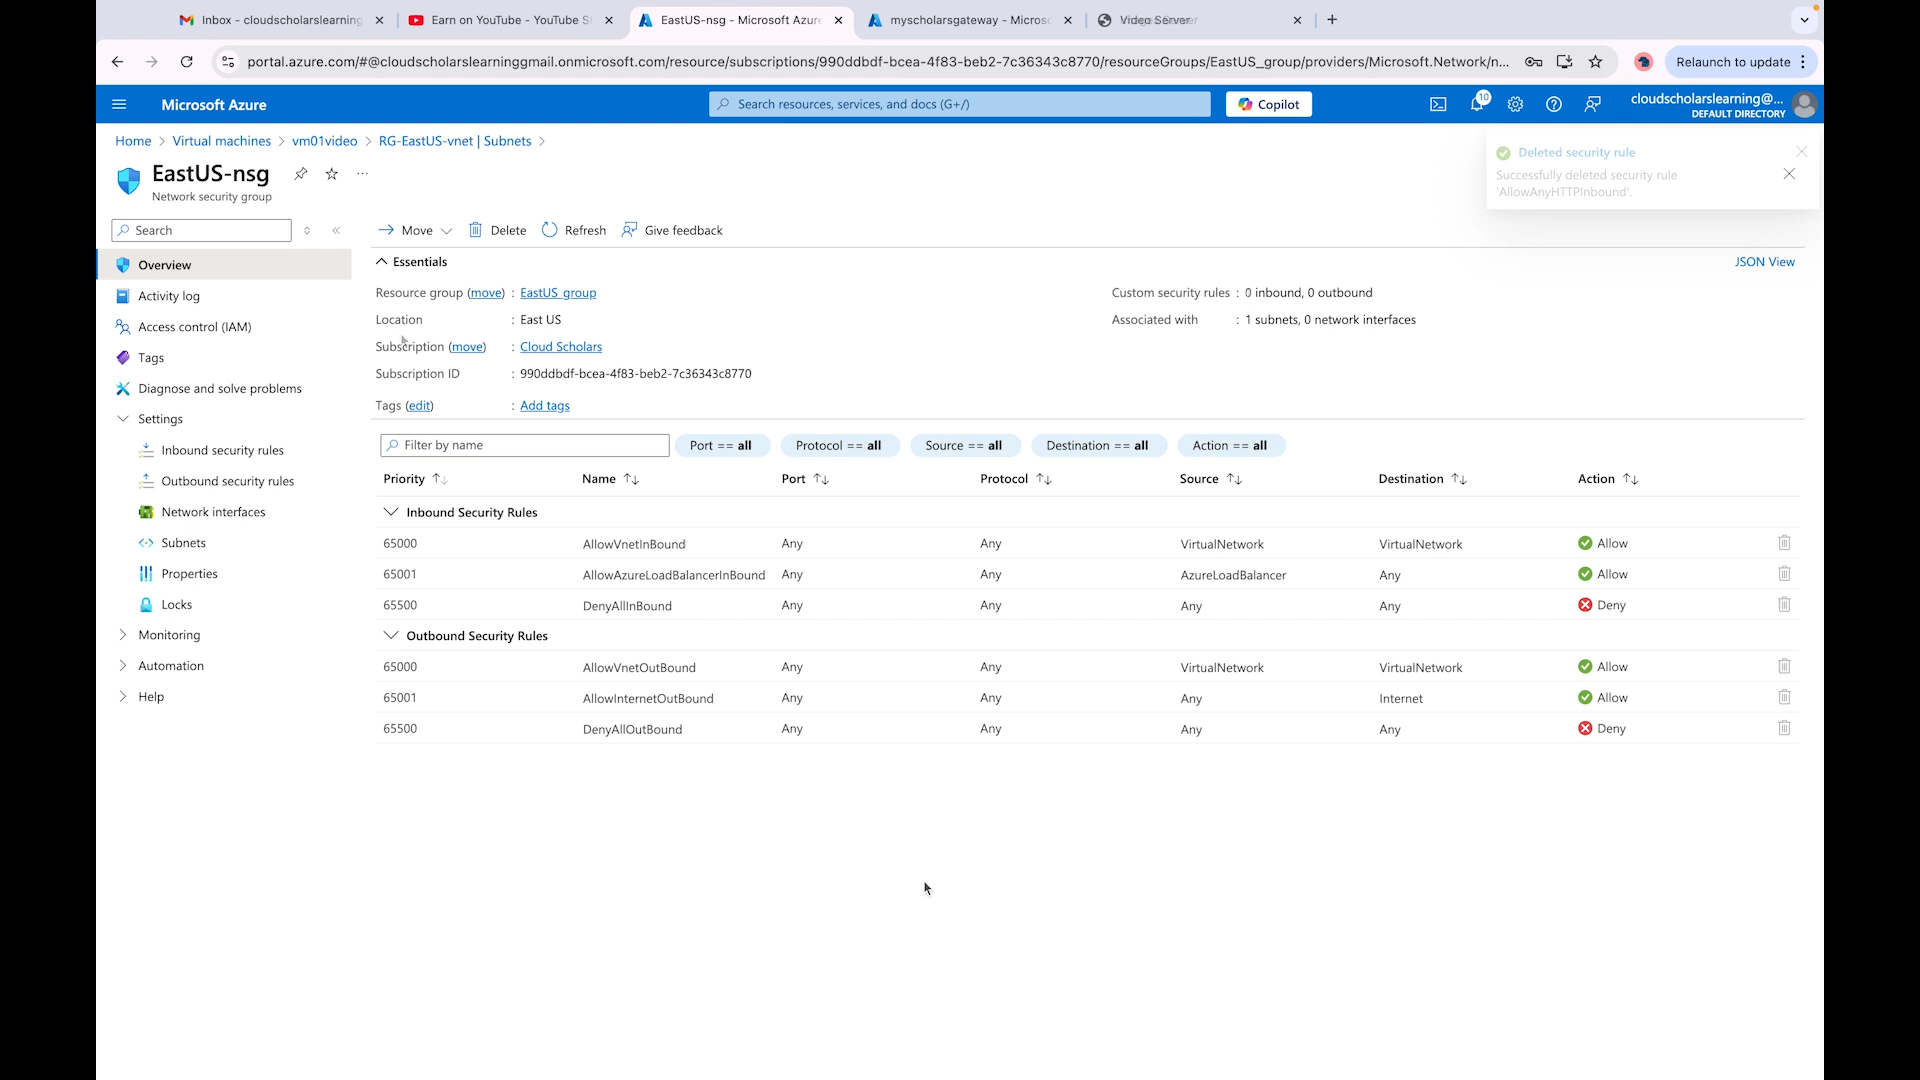 Inbox - cloudscholarslearning
Earn on YouTube - YouTube St
EastUS-nsg - Microsoft Azure
myscholarsgateway - Microso
Server
portal.azure.com/#@cloudscholarslearninggmail.onmicrosoft.com/resource/subscriptions/990ddbdf-bcea-4f83-beb2-7c36343c8770/resourceGroups/EastUS_group/providers/Microsoft.Network/n...
Relaunch to update
Microsoft Azure
Search resources, services, and docs (G+/)
Copilot
10
cloudscholarslearning@...
DEFAULT DIRECTORY
Home > Virtual machines > vm01video > RG-EastUS-vnet | Subnets >
EastUS-nsg
Network security group
Deleted security rule
Successfully deleted security rule
'AllowAnyHTTPInbound'.
Search
Move
Delete
Refresh
Give feedback
Overview
Activity log
Access control (IAM)
Tags
Diagnose and solve problems
Settings
Inbound security rules
Outbound security rules
Network interfaces
Subnets
Properties
Locks
Monitoring
Automation
Help
Essentials
JSON View
Resource group (move) : EastUS_group
Location : East US
Subscription (move) : Cloud Scholars
Subscription ID : 990ddbdf-bcea-4f83-beb2-7c36343c8770
Tags (edit) : Add tags
Custom security rules : 0 inbound, 0 outbound
Associated with : 1 subnets, 0 network interfaces
Filter by name
Port == all
Protocol == all
Source == all
Destination == all
Action == all
Priority ↑↓ Name ↑↓ Port ↑↓ Protocol ↑↓ Source ↑↓ Destination ↑↓ Action ↑↓
Inbound Security Rules
65000 AllowVnetInBound Any Any VirtualNetwork VirtualNetwork Allow
65001 AllowAzureLoadBalancerInBound Any Any AzureLoadBalancer Any Allow
65500 DenyAllInBound Any Any Any Any Deny
Outbound Security Rules
65000 AllowVnetOutBound Any Any VirtualNetwork VirtualNetwork Allow
65001 AllowInternetOutBound Any Any Any Internet Allow
65500 DenyAllOutBound Any Any Any Any Deny